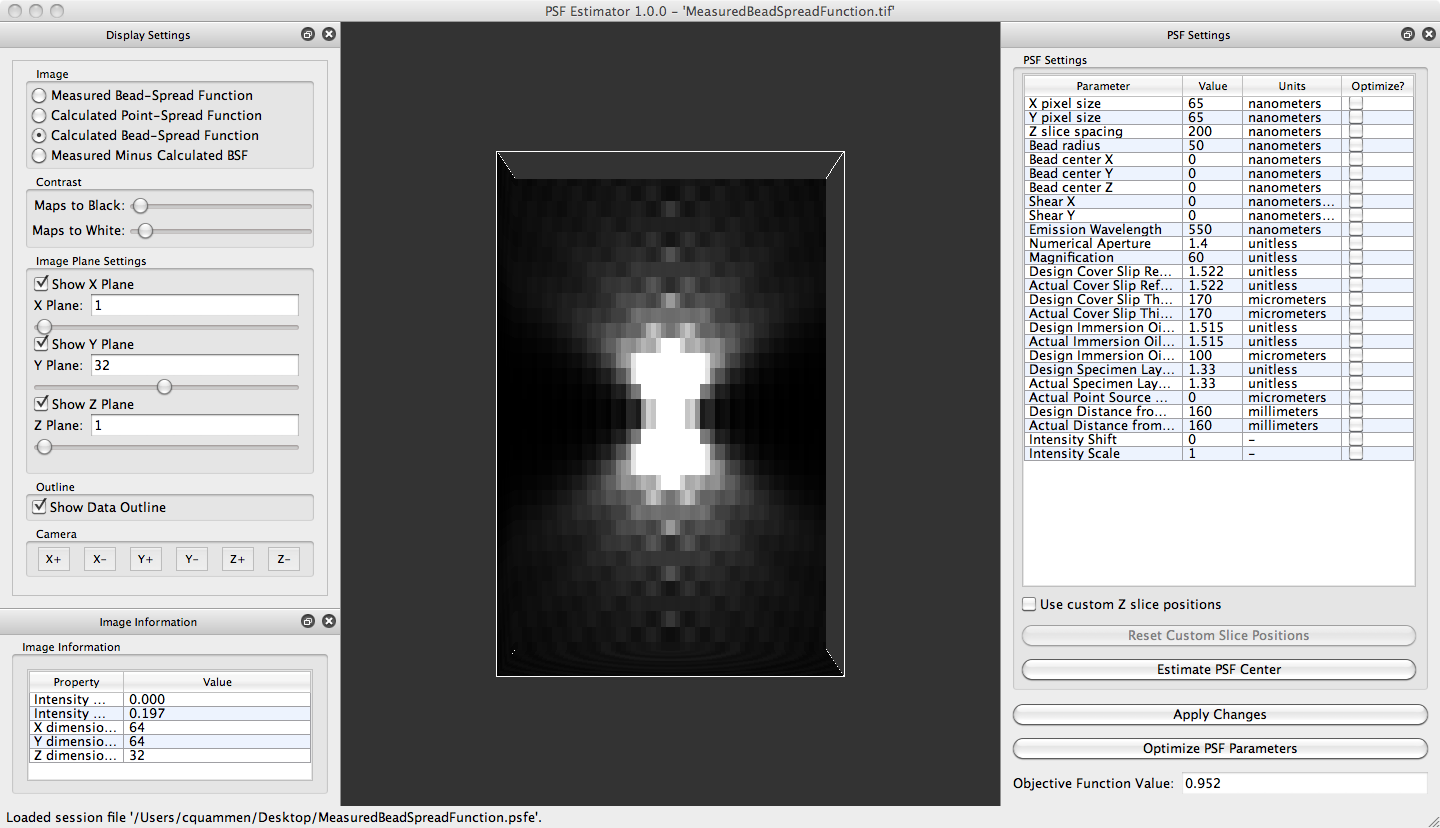 PSF Estimator 1.0.0 – 'MeasuredBeadSpreadFunction.tif'
Display Settings
Image
Measured Bead-Spread Function
Calculated Point-Spread Function
Calculated Bead-Spread Function
Measured Minus Calculated BSF
Contrast
Maps to Black:
Maps to White:
Image Plane Settings
Show X Plane
X Plane: 1
Show Y Plane
Y Plane: 32
Show Z Plane
Z Plane: 1
Outline
Show Data Outline
Camera
X+ X- Y+ Y- Z+ Z-
Image Information
Image Information
Property Value
Intensity ... 0.000
Intensity ... 0.197
X dimensio... 64
Y dimensio... 64
Z dimensio... 32
Loaded session file '/Users/cquammen/Desktop/MeasuredBeadSpreadFunction.psfe'.
PSF Settings
PSF Settings
Parameter Value Units Optimize?
X pixel size 65 nanometers
Y pixel size 65 nanometers
Z slice spacing 200 nanometers
Bead radius 50 nanometers
Bead center X 0 nanometers
Bead center Y 0 nanometers
Bead center Z 0 nanometers
Shear X 0 nanometers...
Shear Y 0 nanometers...
Emission Wavelength 550 nanometers
Numerical Aperture 1.4 unitless
Magnification 60 unitless
Design Cover Slip Re... 1.522 unitless
Actual Cover Slip Ref... 1.522 unitless
Design Cover Slip Th... 170 micrometers
Actual Cover Slip Thi... 170 micrometers
Design Immersion Oi... 1.515 unitless
Actual Immersion Oil... 1.515 unitless
Design Immersion Oi... 100 micrometers
Design Specimen Lay... 1.33 unitless
Actual Specimen Lay... 1.33 unitless
Actual Point Source ... 0 micrometers
Design Distance fro... 160 millimeters
Actual Distance from... 160 millimeters
Intensity Shift 0 -
Intensity Scale 1 -
Use custom Z slice positions
Reset Custom Slice Positions
Estimate PSF Center
Apply Changes
Optimize PSF Parameters
Objective Function Value: 0.952